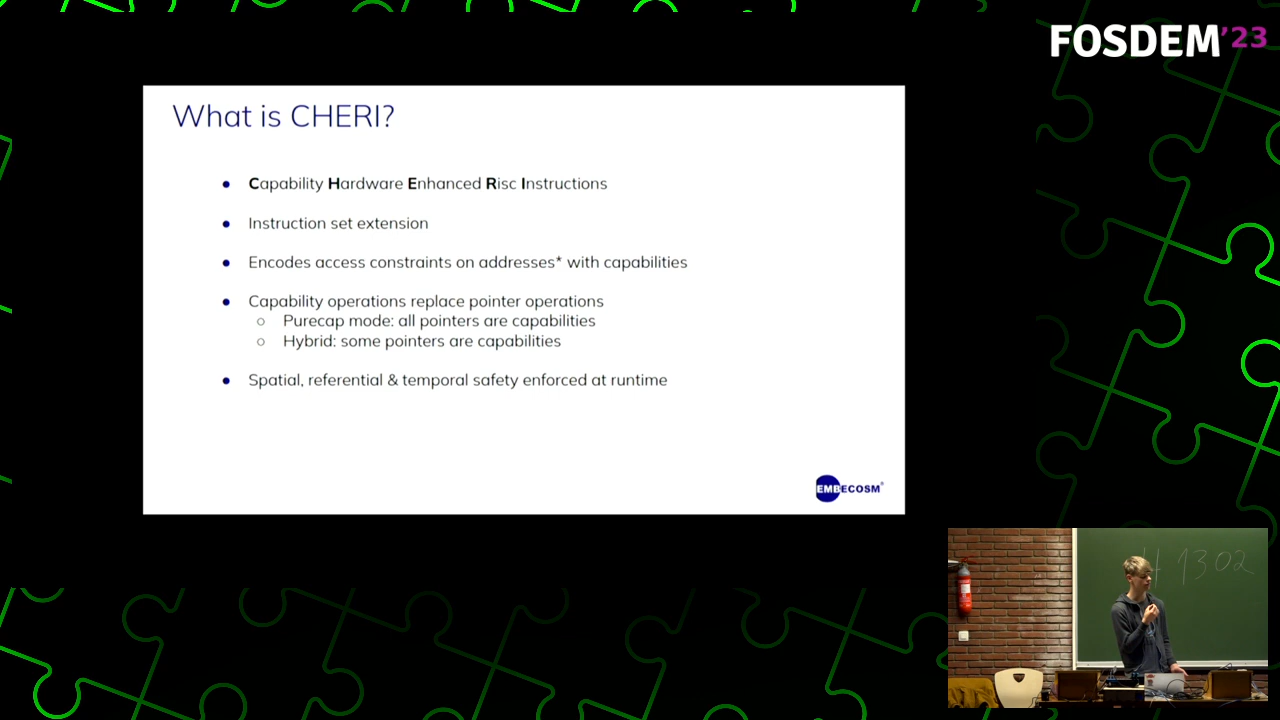 FOSDEM'23
What is CHERI?
● Capability Hardware Enhanced Risc Instructions
● Instruction set extension
● Encodes access constraints on addresses* with capabilities
● Capability operations replace pointer operations
○ Purecap mode: all pointers are capabilities
○ Hybrid: some pointers are capabilities
● Spatial, referential & temporal safety enforced at runtime
EMBECOSM®
H 1302